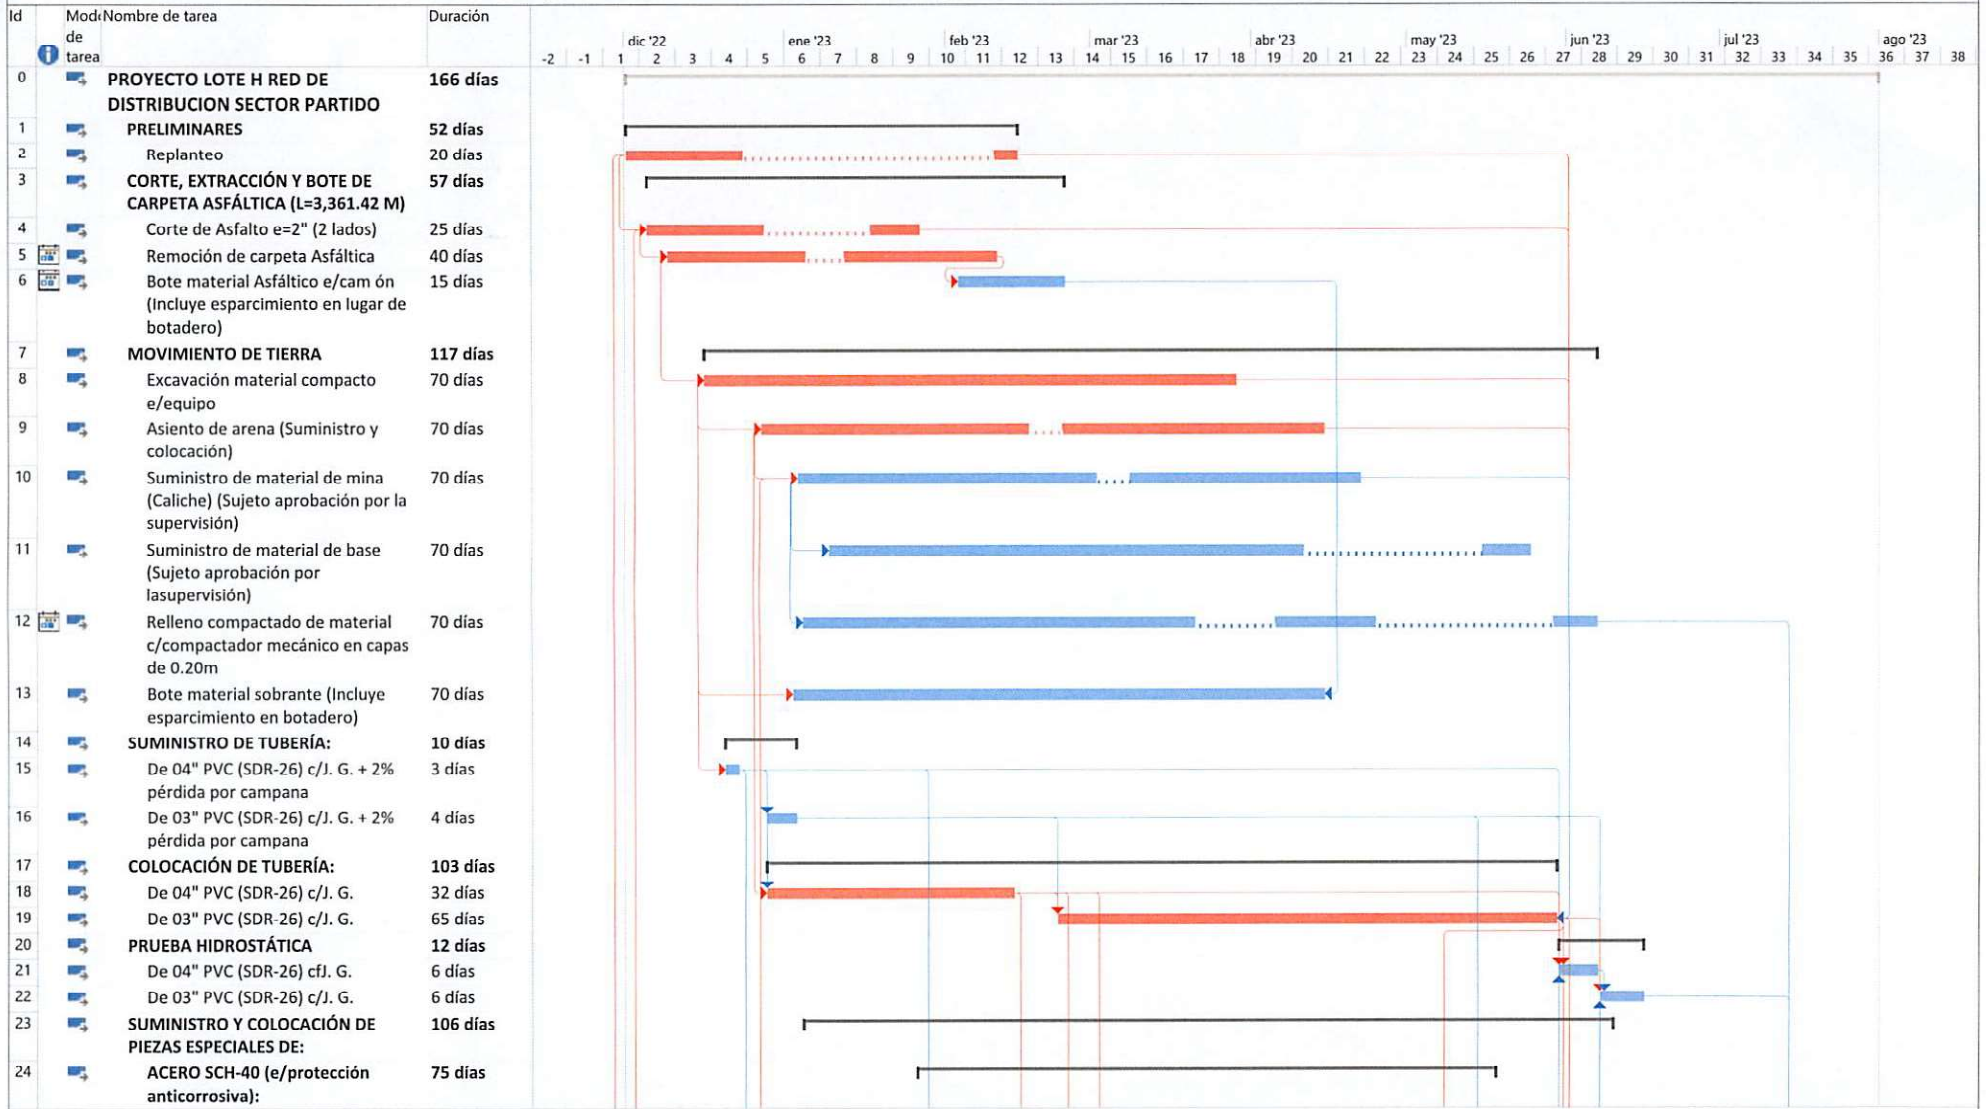 Id
Modo de tarea
Nombre de tarea
Duración
dic '22 ene '23 feb '23 mar '23 abr '23 may '23 jun '23 jul '23 ago '23
-2 -1 1 2 3 4 5 6 7 8 9 10 11 12 13 14 15 16 17 18 19 20 21 22 23 24 25 26 27 28 29 30 31 32 33 34 35 36 37 38
0 PROYECTO LOTE H RED DE 166 días
DISTRIBUCION SECTOR PARTIDO
1 PRELIMINARES 52 días
2 Replanteo 20 días
3 CORTE, EXTRACCIÓN Y BOTE DE 57 días
CARPETA ASFÁLTICA (L=3,361.42 M)
4 Corte de Asfalto e=2" (2 lados) 25 días
5 Remoción de carpeta Asfáltica 40 días
6 Bote material Asfáltico e/cam ón 15 días
(Incluye esparcimiento en lugar de
botadero)
7 MOVIMIENTO DE TIERRA 117 días
8 Excavación material compacto 70 días
e/equipo
9 Asiento de arena (Suministro y 70 días
colocación)
10 Suministro de material de mina 70 días
(Caliche) (Sujeto aprobación por la
supervisión)
11 Suministro de material de base 70 días
(Sujeto aprobación por
lasupervisión)
12 Relleno compactado de material 70 días
c/compactador mecánico en capas
de 0.20m
13 Bote material sobrante (Incluye 70 días
esparcimiento en botadero)
14 SUMINISTRO DE TUBERÍA: 10 días
15 De 04" PVC (SDR-26) c/J. G. + 2% 3 días
pérdida por campana
16 De 03" PVC (SDR-26) c/J. G. + 2% 4 días
pérdida por campana
17 COLOCACIÓN DE TUBERÍA: 103 días
18 De 04" PVC (SDR-26) c/J. G. 32 días
19 De 03" PVC (SDR-26) c/J. G. 65 días
20 PRUEBA HIDROSTÁTICA 12 días
21 De 04" PVC (SDR-26) cfJ. G. 6 días
22 De 03" PVC (SDR-26) c/J. G. 6 días
23 SUMINISTRO Y COLOCACIÓN DE 106 días
PIEZAS ESPECIALES DE:
24 ACERO SCH-40 (e/protección 75 días
anticorrosiva):